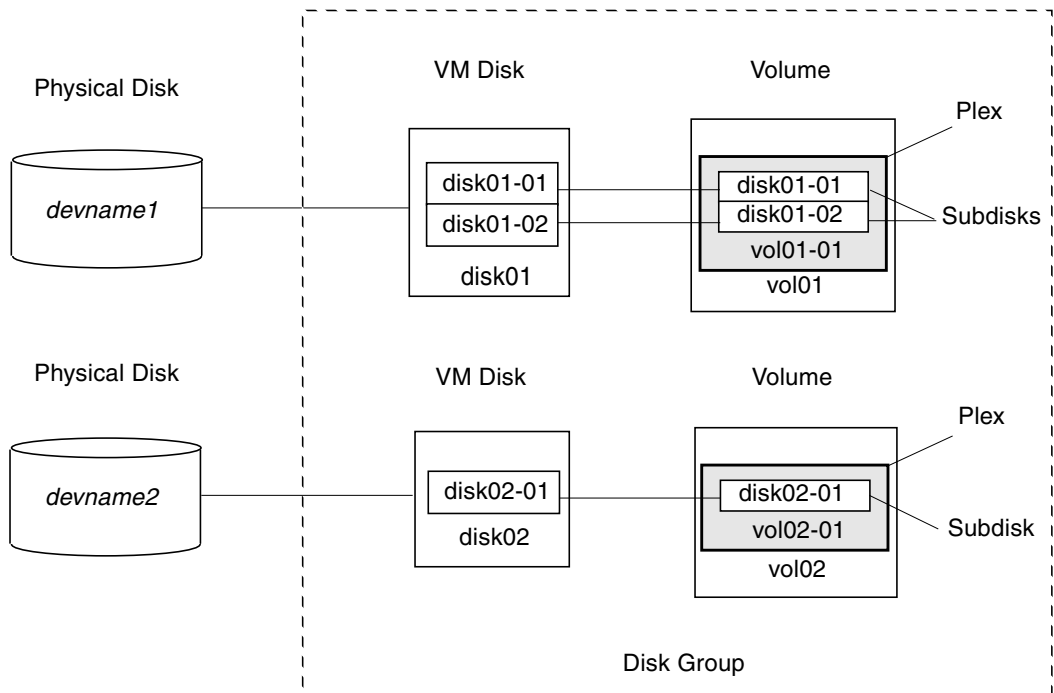 VM Disk
Volume
Physical Disk
Plex
devname1
disk01-01
disk01-02
disk01
disk01-01
disk01-02
vol01-01
vol01
Subdisks
Physical Disk
VM Disk
Volume
Plex
devname2
disk02-01
disk02
disk02-01
vol02-01
vol02
Subdisk
Disk Group